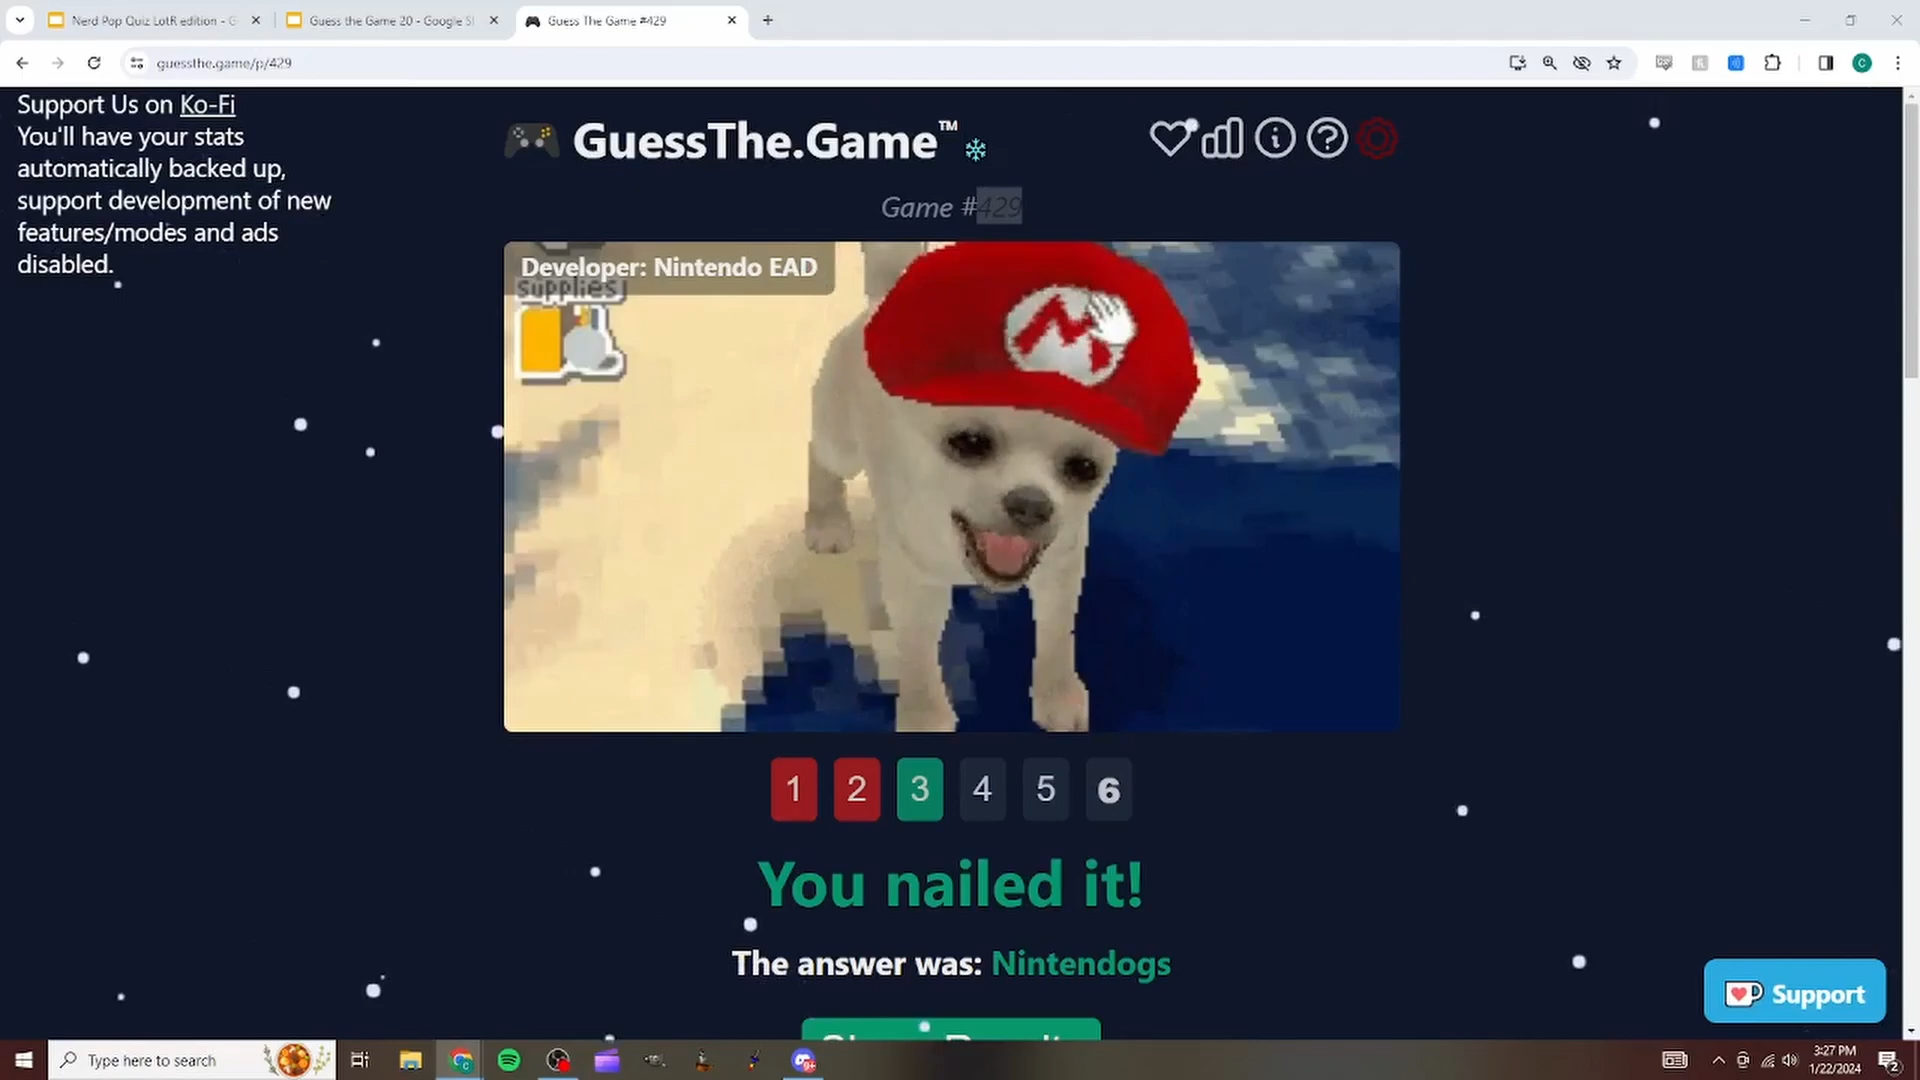 Nerd Pop Quiz LotR edition - G
Guess the Game 20 - Google Sl
Guess The Game #429
guessthe.game/p/429
Support Us on Ko-Fi
You'll have your stats
automatically backed up,
support development of new
features/modes and ads
disabled.
GuessThe.Game™
Game #429
Developer: Nintendo EAD
supplies
M
1 2 3 4 5 6
You nailed it!
The answer was: Nintendogs
Support
Type here to search
3:27 PM
1/22/2024